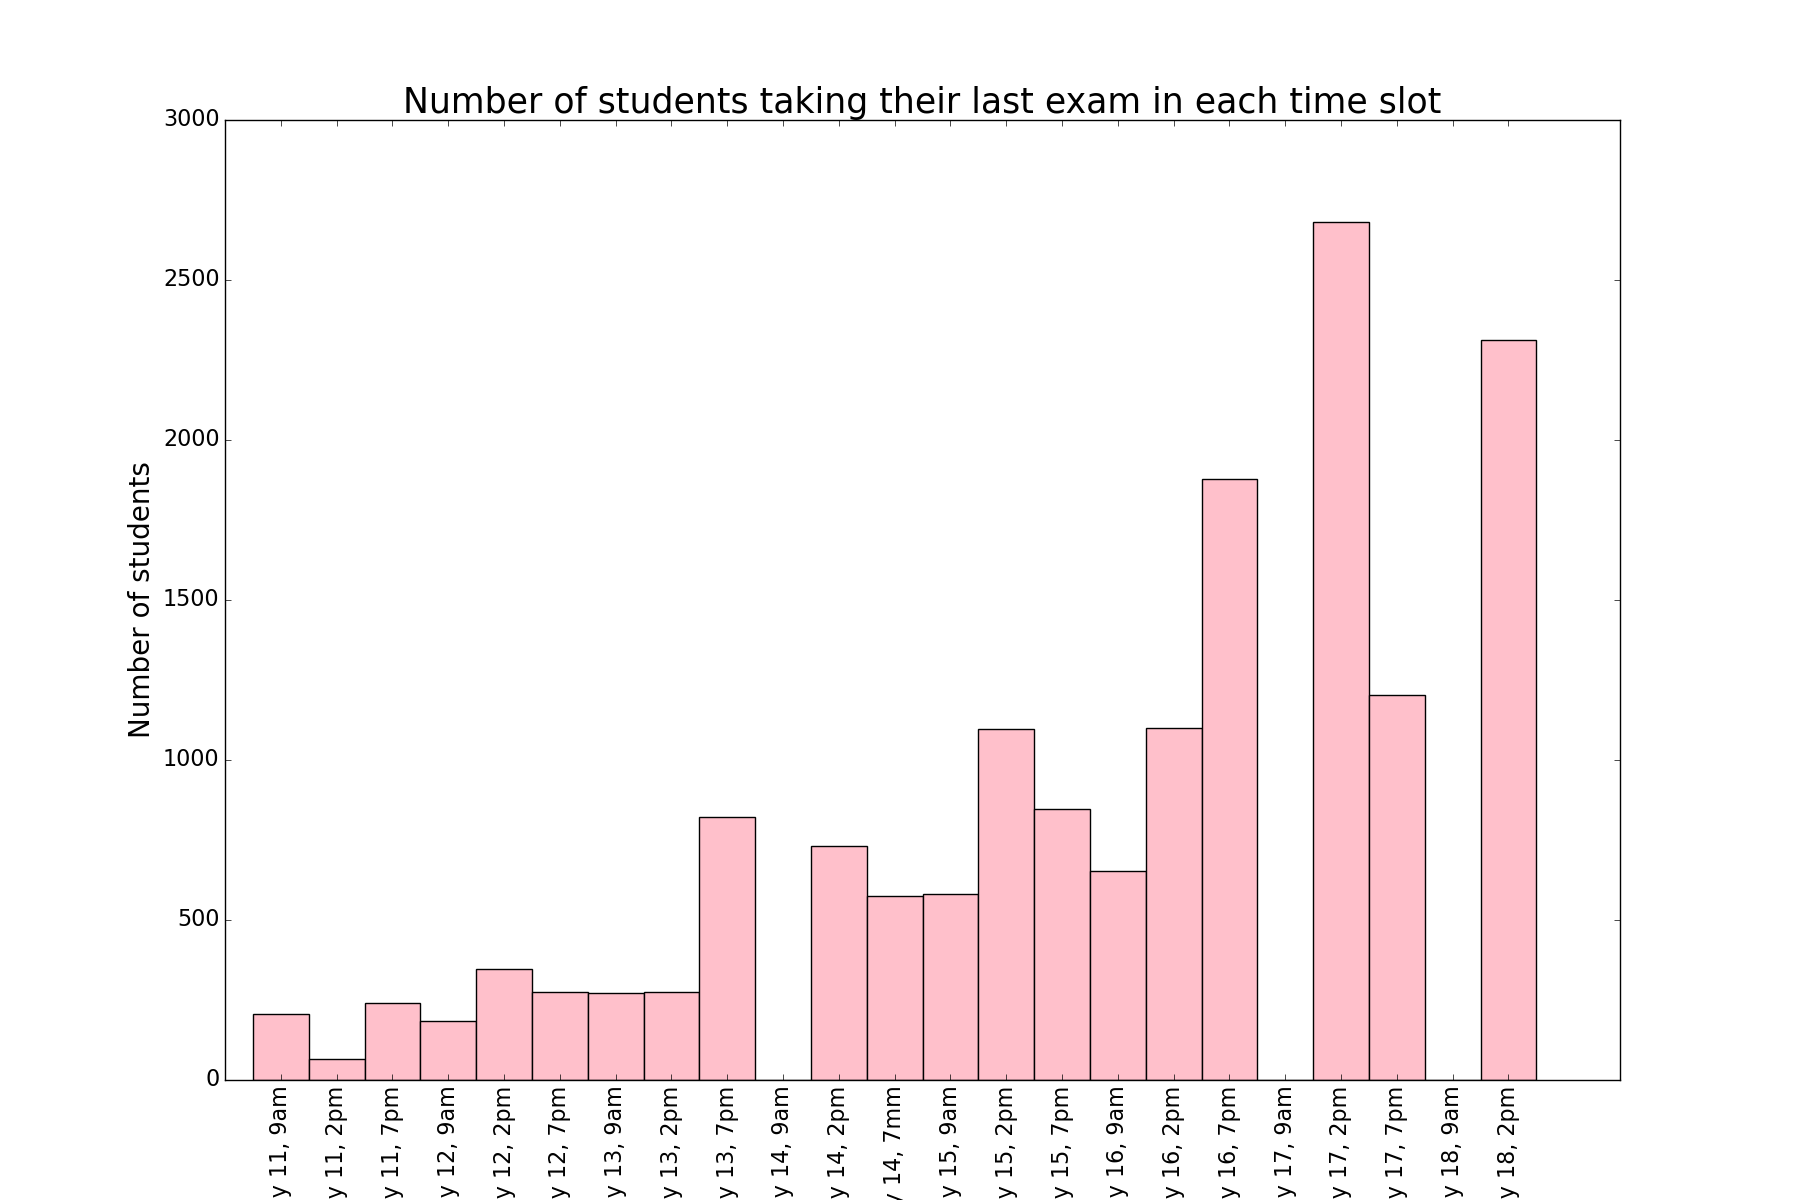 Number of students taking their last exam in each time slot
Number of students
3000
2500
2000
1500
1000
500
0
y 11, 9am
y 11, 2pm
y 11, 7pm
y 12, 9am
y 12, 2pm
y 12, 7pm
y 13, 9am
y 13, 2pm
y 13, 7pm
y 14, 9am
y 14, 2pm
y 14, 7mm
y 15, 9am
y 15, 2pm
y 15, 7pm
y 16, 9am
y 16, 2pm
y 16, 7pm
y 17, 9am
y 17, 2pm
y 17, 7pm
y 18, 9am
y 18, 2pm